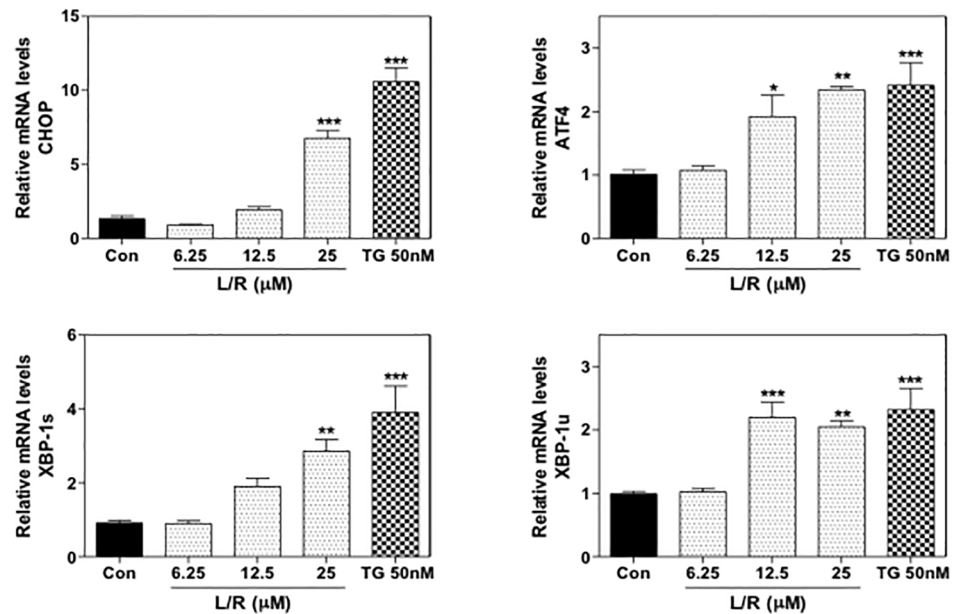 Relative mRNA levels
CHOP
15
10
5
0
***
***
Con
6.25
12.5
25
TG 50nM
L/R (μM)
Relative mRNA levels
ATF4
3
2
1
0
*
**
***
Con
6.25
12.5
25
TG 50nM
L/R (μM)
Relative mRNA levels
XBP-1s
6
4
2
0
**
***
Con
6.25
12.5
25
TG 50nM
L/R (μM)
Relative mRNA levels
XBP-1u
3
2
1
0
***
**
***
Con
6.25
12.5
25
TG 50nM
L/R (μM)